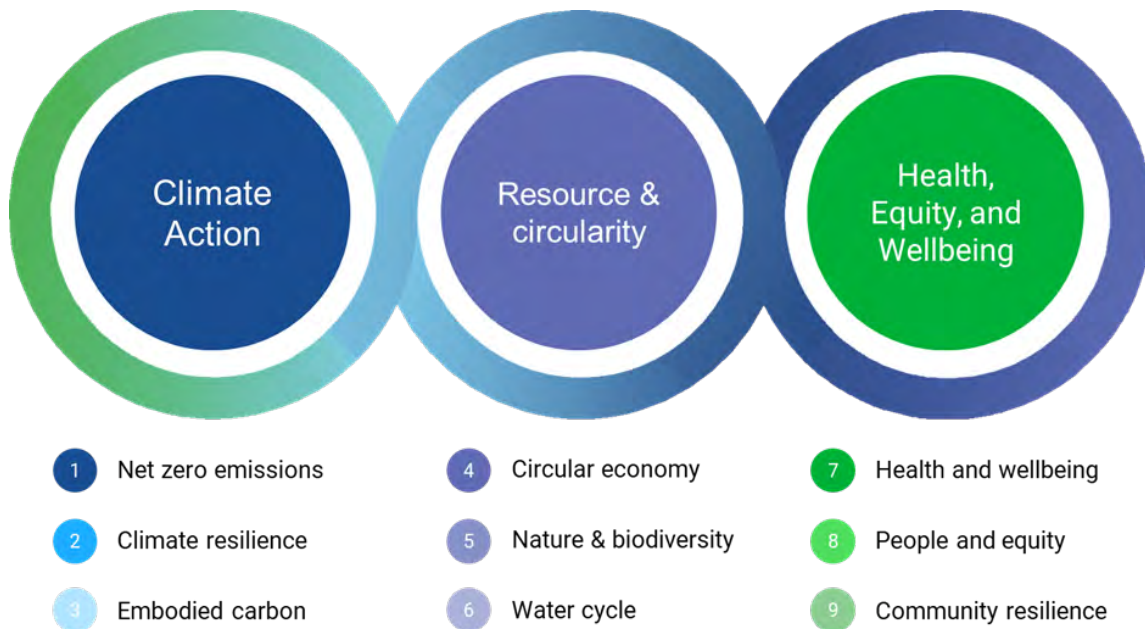 Climate
Action
Resource &
circularity
Health,
Equity, and
Wellbeing
1 Net zero emissions
2 Climate resilience
3 Embodied carbon
4 Circular economy
5 Nature & biodiversity
6 Water cycle
7 Health and wellbeing
8 People and equity
9 Community resilience